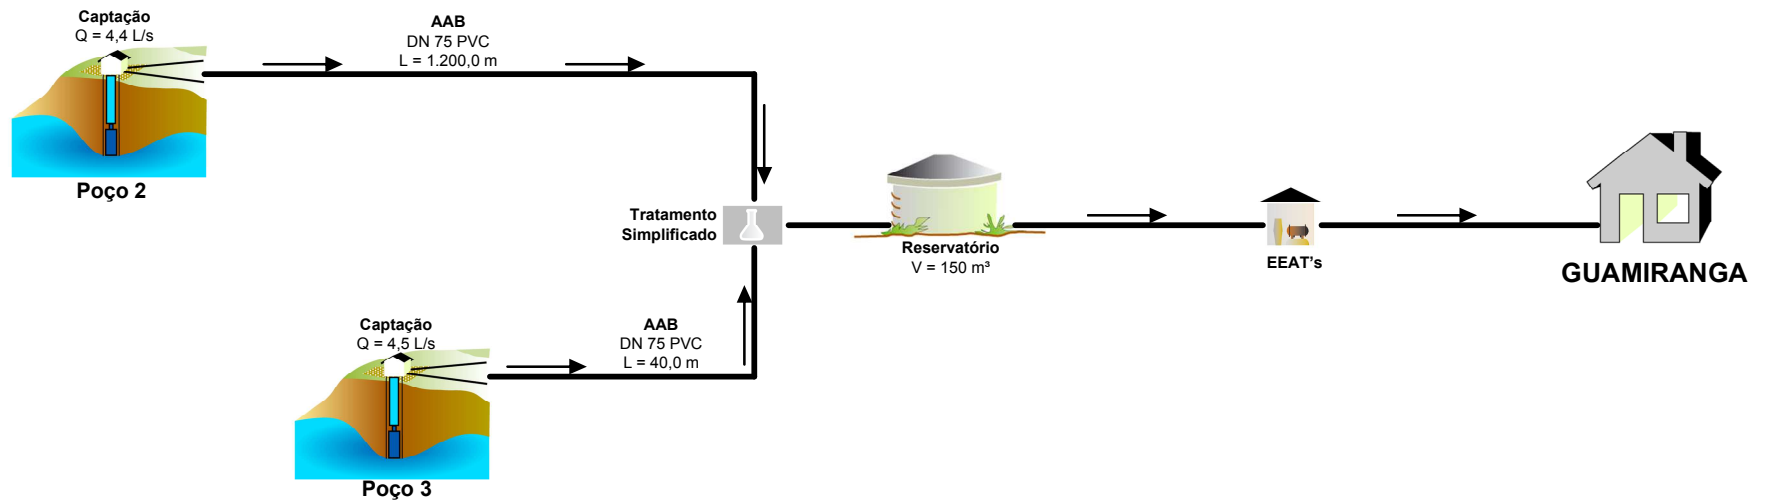 Captação
Q = 4,4 L/s
Poço 2
AAB
DN 75 PVC
L = 1.200,0 m
Tratamento
Simplificado
Reservatório
V = 150 m³
EEAT's
GUAMIRANGA
Captação
Q = 4,5 L/s
Poço 3
AAB
DN 75 PVC
L = 40,0 m